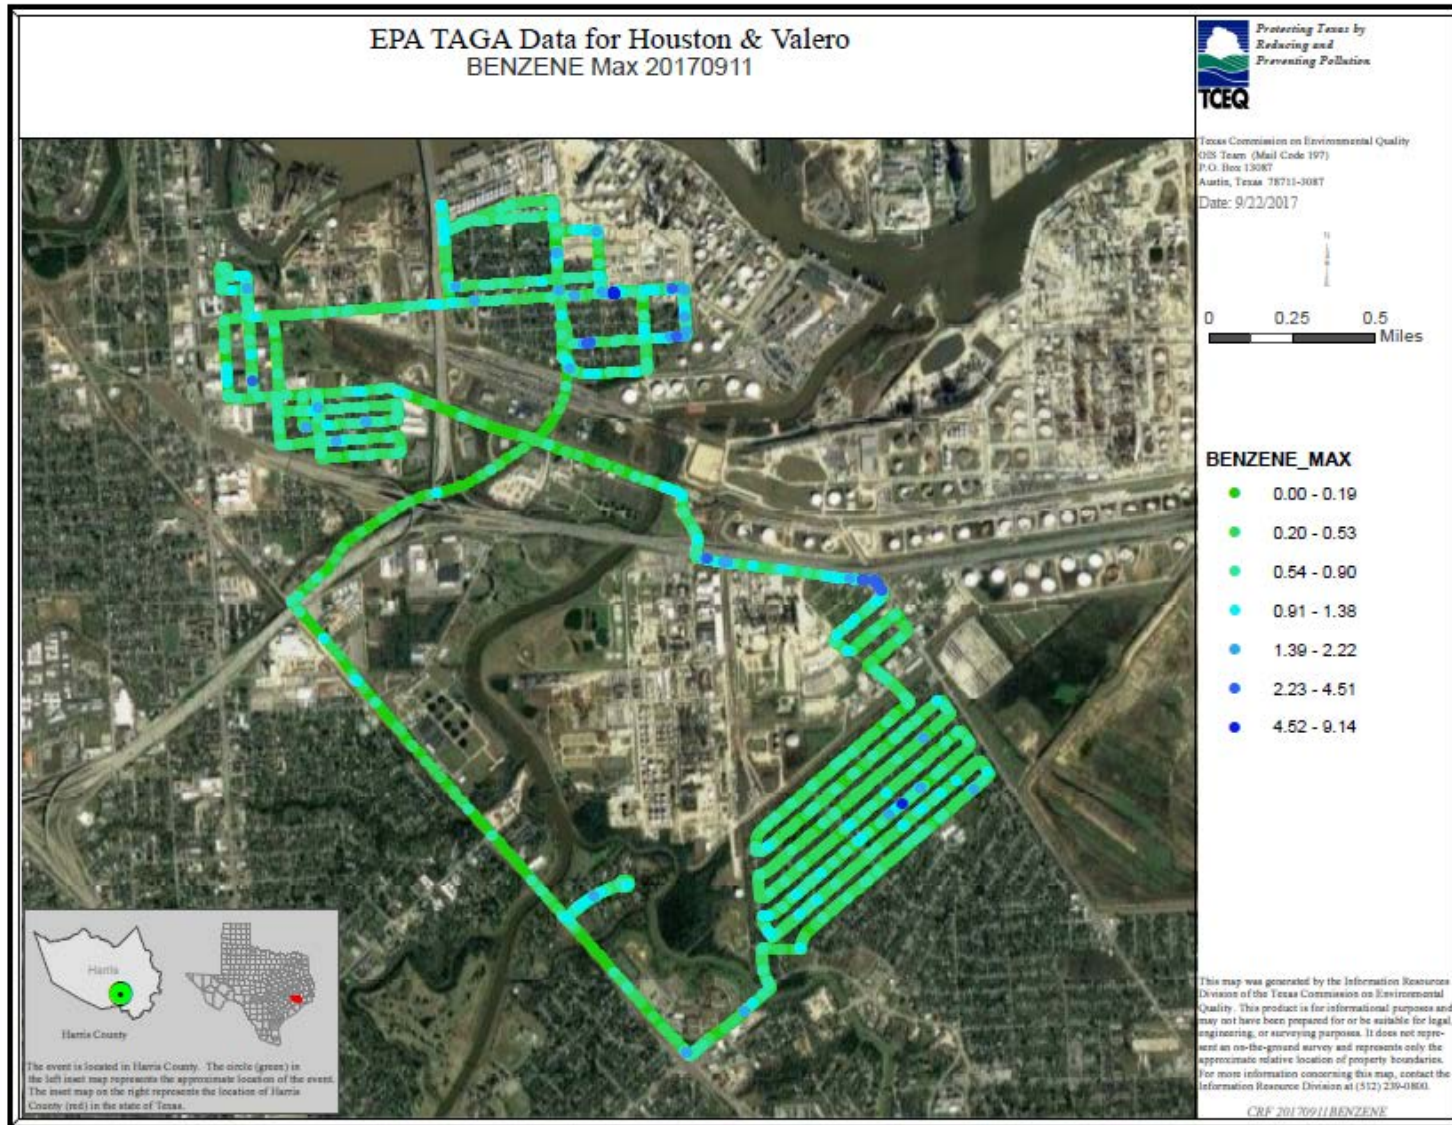 EPA TAGA Data for Houston & Valero
BENZENE Max 20170911
Protecting Texas by
Reducing and
Preventing Pollution
TCEQ
Texas Commission on Environmental Quality
GIS Team (Mail Code 197)
P.O. Box 13087
Austin, Texas 78711-3087
Date: 9/22/2017
N
0 0.25 0.5
Miles
BENZENE_MAX
0.00 - 0.19
0.20 - 0.53
0.54 - 0.90
0.91 - 1.38
1.39 - 2.22
2.23 - 4.51
4.52 - 9.14
Harris
Harris County
The event is located in Harris County. The circle (green) in
the left inset map represents the approximate location of the event.
The inset map on the right represents the location of Harris
County (red) in the state of Texas.
This map was generated by the Information Resources
Division of the Texas Commission on Environmental
Quality. This product is for informational purposes and
may not have been prepared for or be suitable for legal,
engineering, or surveying purposes. It does not repre-
sent an on-the-ground survey and represents only the
approximate relative location of property boundaries.
For more information concerning this map, contact the
Information Resource Division at (512) 239-0800.
CRF 20170911BENZENE